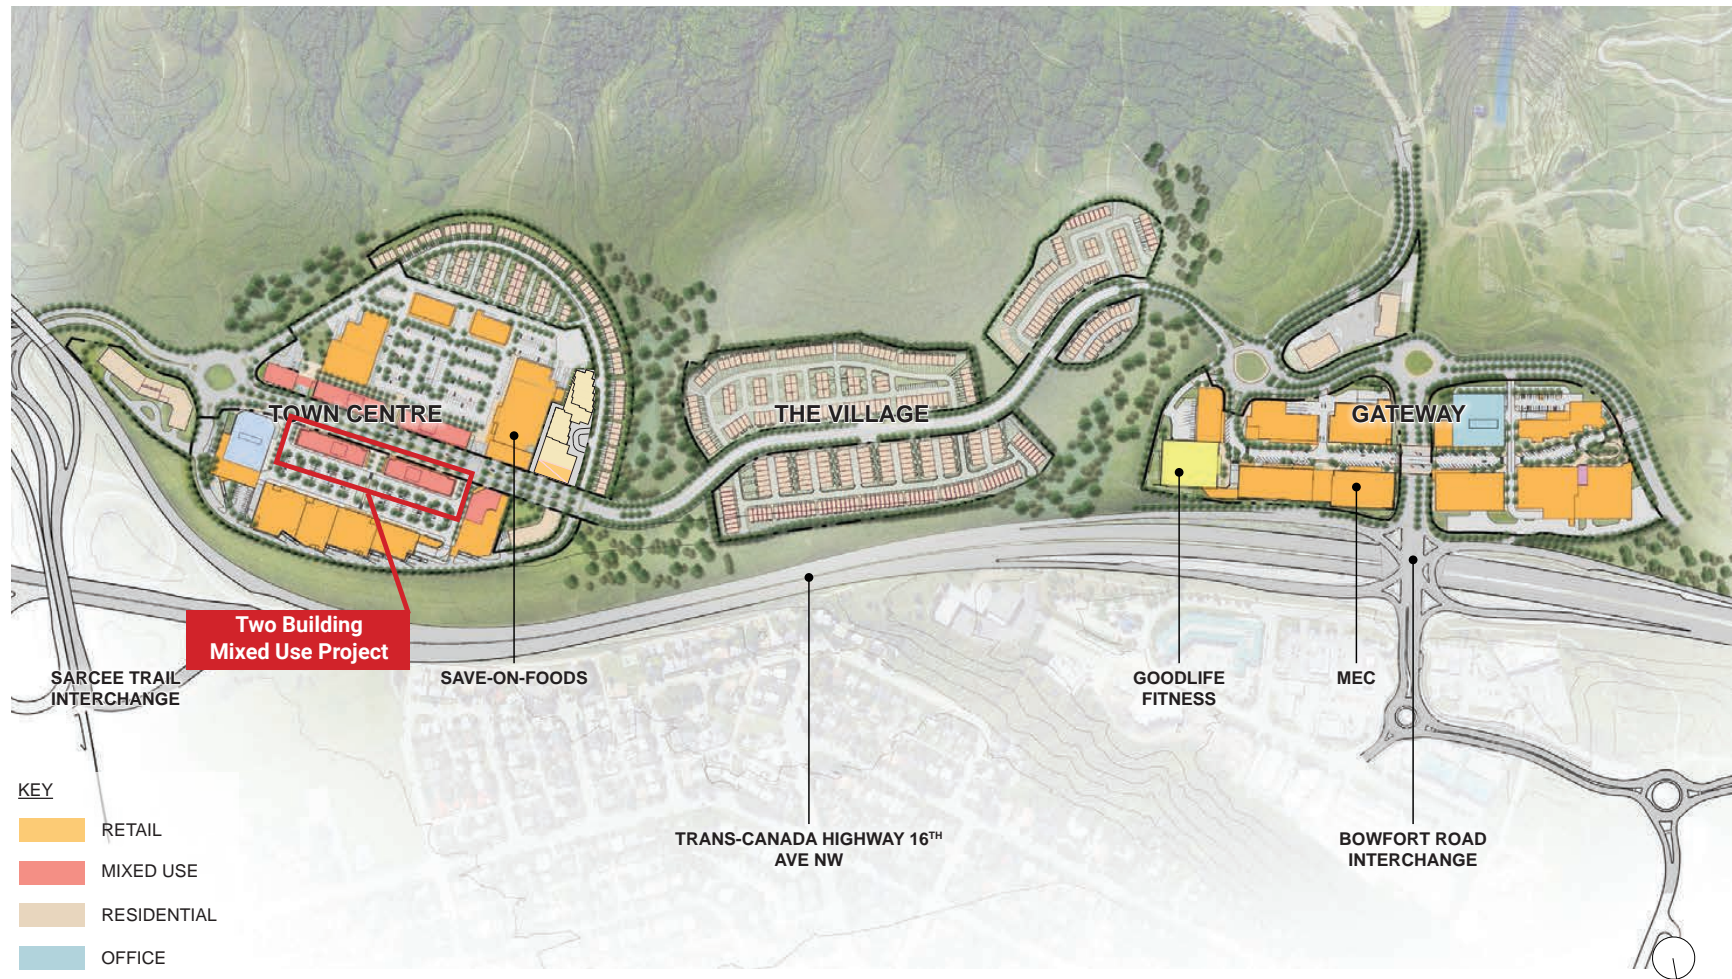 TOWN CENTRE
THE VILLAGE
GATEWAY
Two Building
Mixed Use Project
SARCEE TRAIL
INTERCHANGE
SAVE-ON-FOODS
GOODLIFE
FITNESS
MEC
TRANS-CANADA HIGHWAY 16TH
AVE NW
BOWFORT ROAD
INTERCHANGE
KEY
RETAIL
MIXED USE
RESIDENTIAL
OFFICE